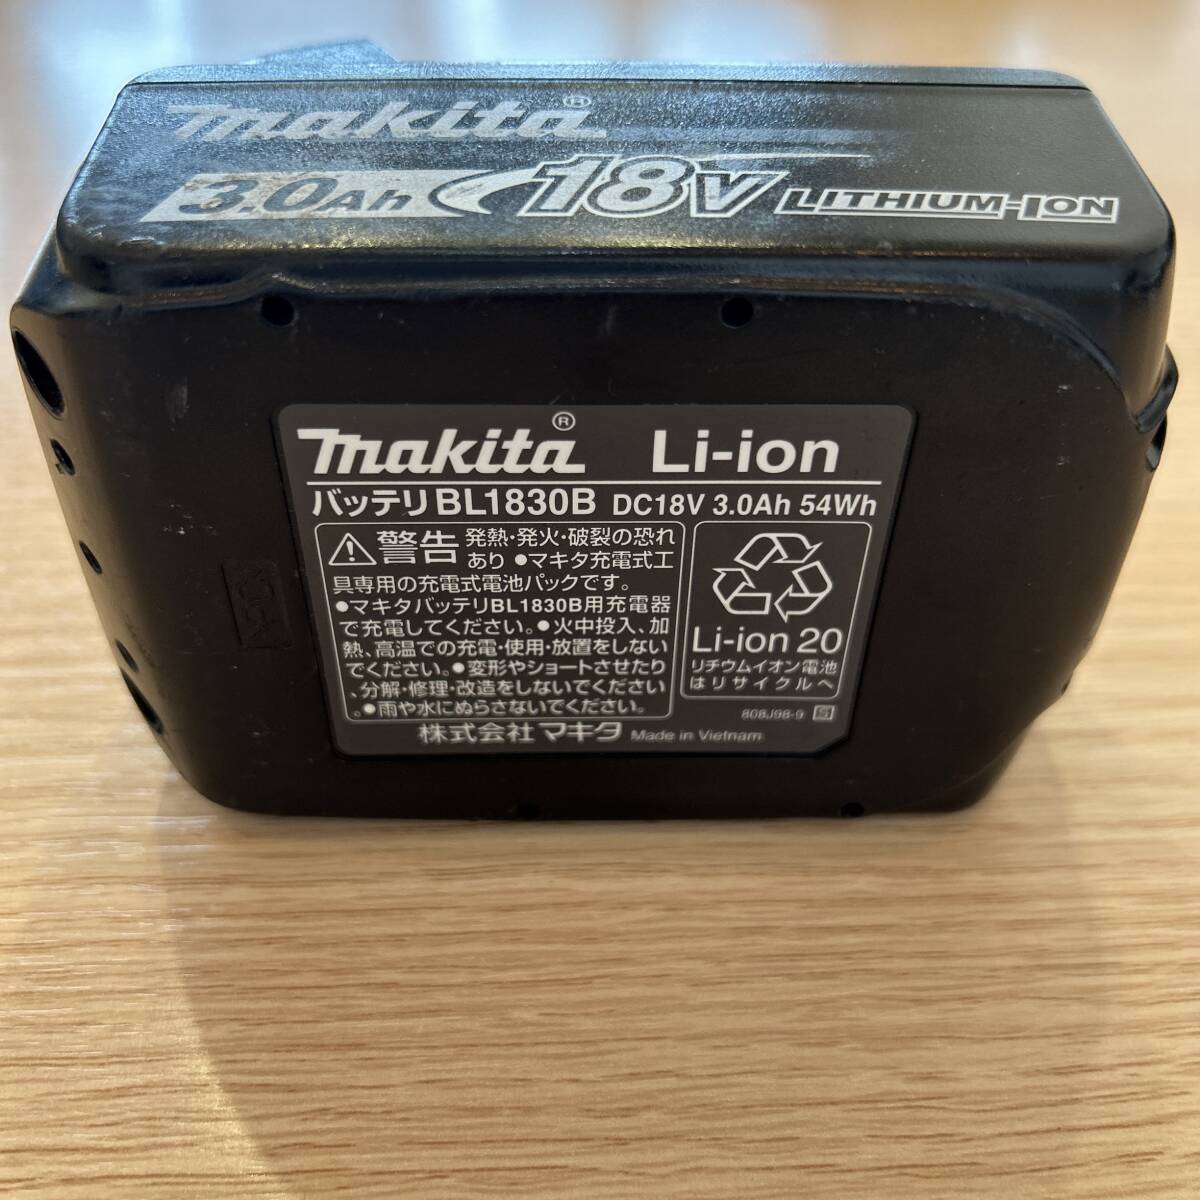 makita®
3.0Ah 18V LITHIUM-ION
makita® Li-ion
バッテリBL1830B DC18V 3.0Ah 54Wh
警告 発熱・発火・破裂の恐れ
あり ●マキタ充電式工
具専用の充電式電池パックです。
●マキタバッテリBL1830B用充電器
で充電してください。●火中投入、加
熱、高温での充電・使用・放置をしない
でください。●変形やショートさせたり
、分解・修理・改造をしないでください
。●雨や水にぬらさないでください。
Li-ion 20
リチウムイオン電池
はリサイクルへ
808J98-9
株式会社 マキタ Made in Vietnam